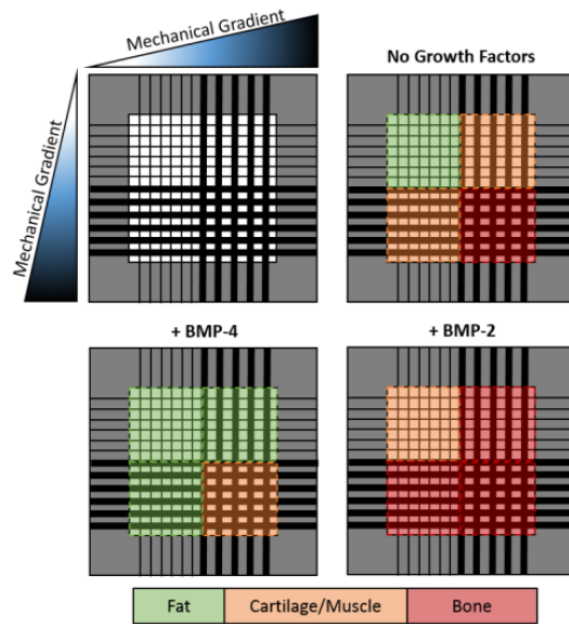 Mechanical Gradient
Mechanical Gradient
No Growth Factors
+ BMP-4
+ BMP-2
Fat
Cartilage/Muscle
Bone